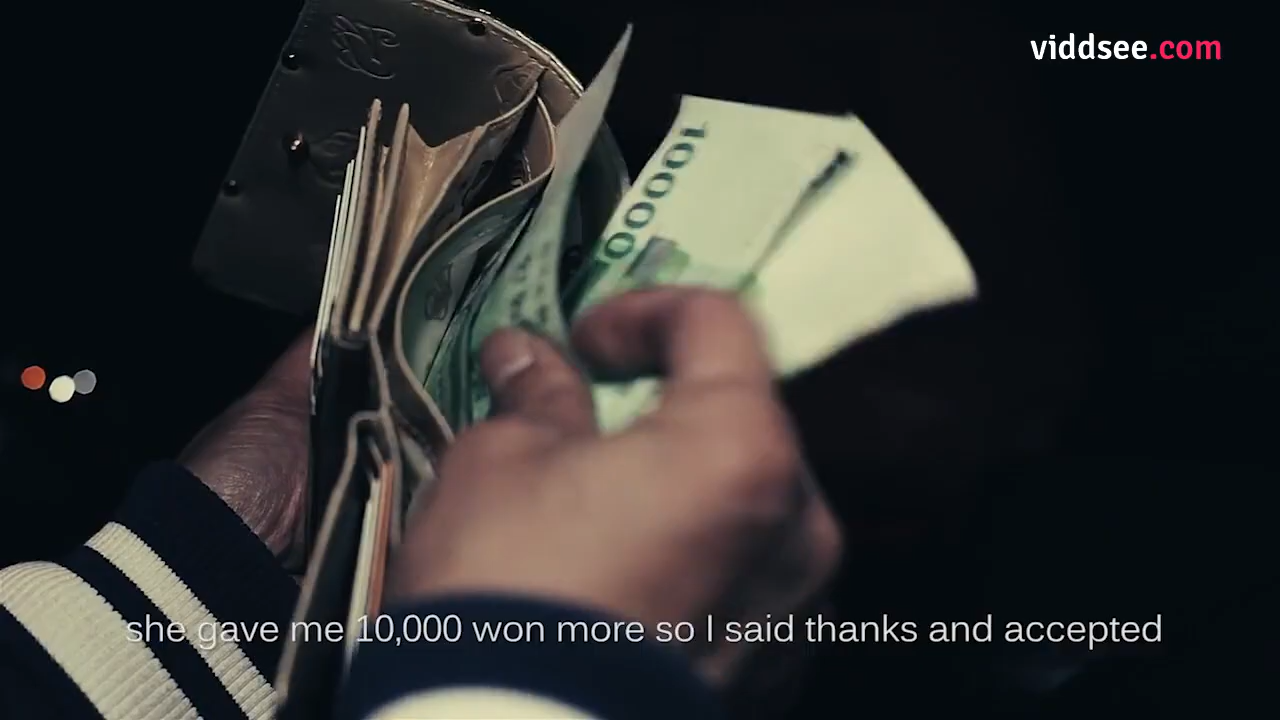 viddsee.com
10000
she gave me 10,000 won more so I said thanks and accepted